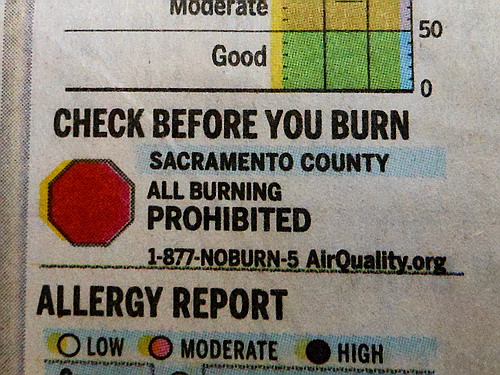 Moderate
50
Good
0
CHECK BEFORE YOU BURN
SACRAMENTO COUNTY
ALL BURNING
PROHIBITED
1-877-NOBURN-5 AirQuality.org
ALLERGY REPORT
LOW MODERATE HIGH